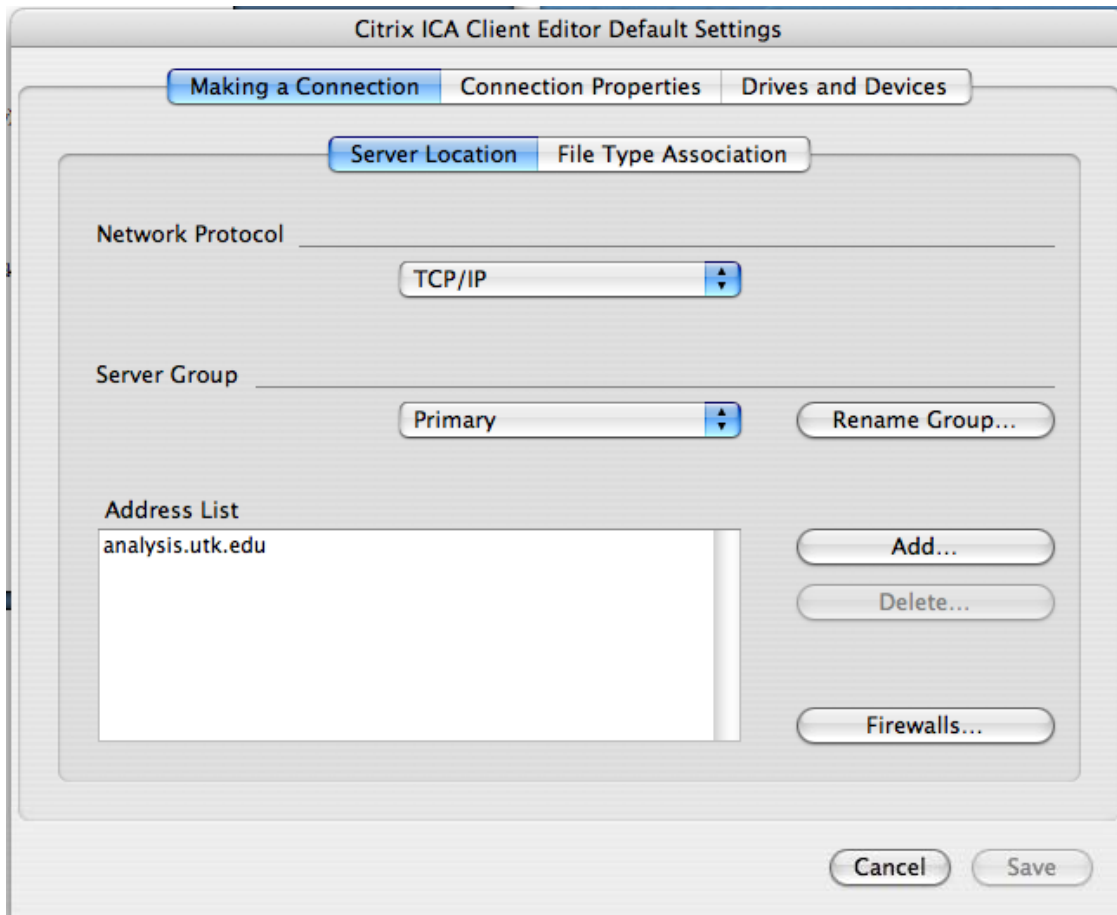 Citrix ICA Client Editor Default Settings
Making a Connection Connection Properties Drives and Devices
Server Location File Type Association
Network Protocol
TCP/IP
Server Group
Primary Rename Group...
Address List
analysis.utk.edu
Add...
Delete...
Firewalls...
Cancel Save